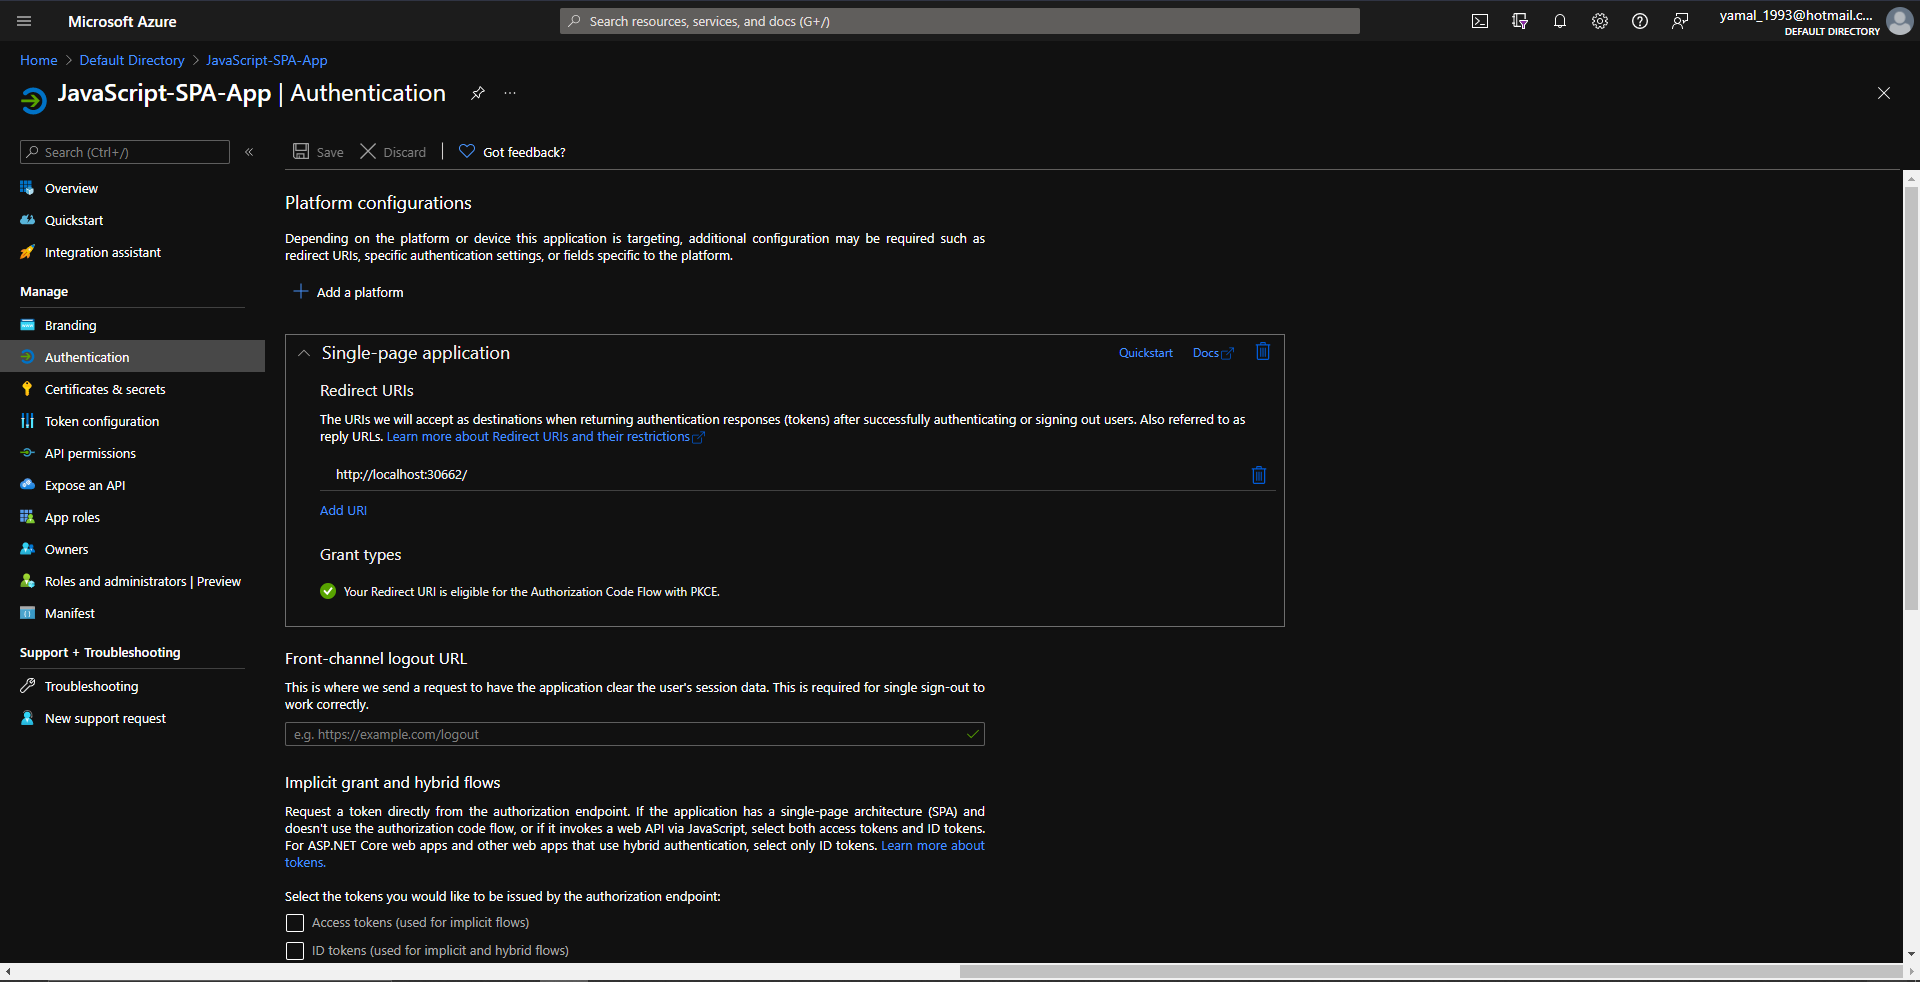 Microsoft Azure
Search resources, services, and docs (G+/)
yamal_1993@hotmail.c...
DEFAULT DIRECTORY
Home > Default Directory > JavaScript-SPA-App
JavaScript-SPA-App | Authentication
Search (Ctrl+/)
Save
Discard
Got feedback?
Overview
Quickstart
Integration assistant
Manage
Branding
Authentication
Certificates & secrets
Token configuration
API permissions
Expose an API
App roles
Owners
Roles and administrators | Preview
Manifest
Support + Troubleshooting
Troubleshooting
New support request
Platform configurations
Depending on the platform or device this application is targeting, additional configuration may be required such as
redirect URIs, specific authentication settings, or fields specific to the platform.
Add a platform
Single-page application
Quickstart
Docs
Redirect URIs
The URIs we will accept as destinations when returning authentication responses (tokens) after successfully authenticating or signing out users. Also referred to as
reply URLs. Learn more about Redirect URIs and their restrictions
http://localhost:30662/
Add URI
Grant types
Your Redirect URI is eligible for the Authorization Code Flow with PKCE.
Front-channel logout URL
This is where we send a request to have the application clear the user's session data. This is required for single sign-out to
work correctly.
e.g. https://example.com/logout
Implicit grant and hybrid flows
Request a token directly from the authorization endpoint. If the application has a single-page architecture (SPA) and
doesn't use the authorization code flow, or if it invokes a web API via JavaScript, select both access tokens and ID tokens.
For ASP.NET Core web apps and other web apps that use hybrid authentication, select only ID tokens. Learn more about
tokens.
Select the tokens you would like to be issued by the authorization endpoint:
Access tokens (used for implicit flows)
ID tokens (used for implicit and hybrid flows)